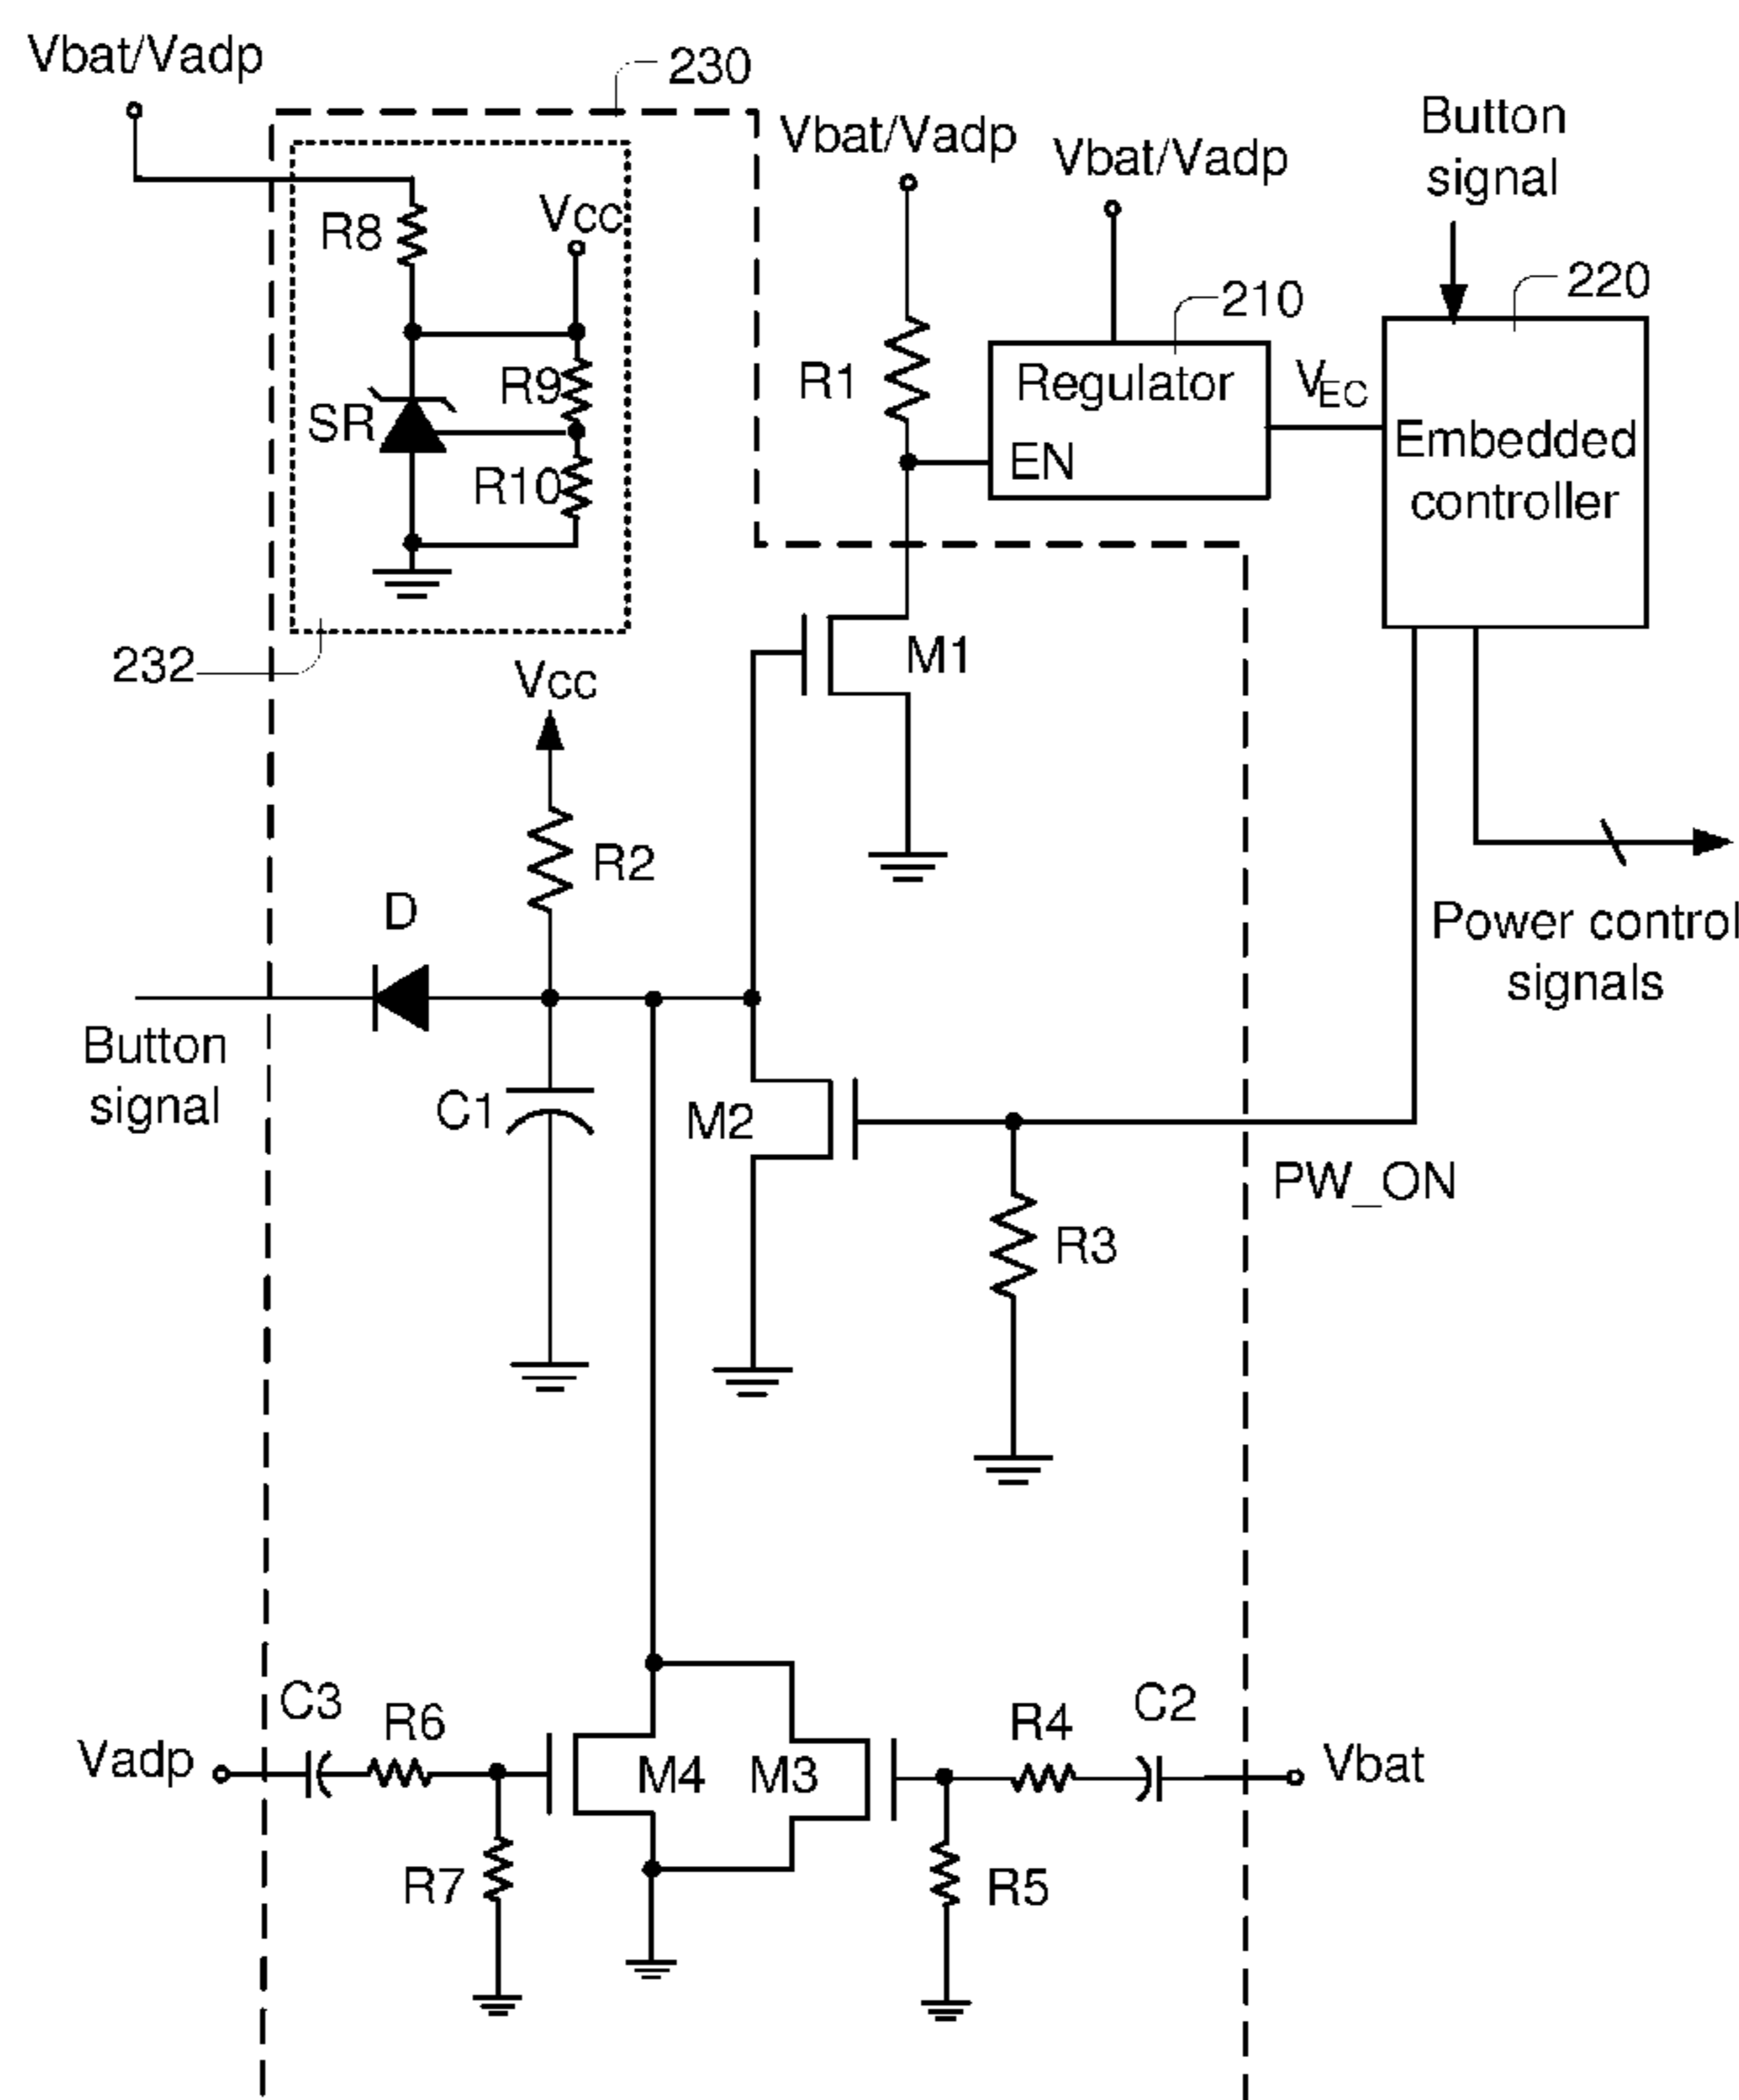 Vbat/Vadp
230
Vbat/Vadp
Vbat/Vadp
Button
signal
R8
Vcc
210
220
R1
Regulator
EN
VEC
Embedded
controller
SR
R9
R10
232
M1
Vcc
R2
D
Power control
signals
Button
signal
C1
M2
PW_ON
R3
C3
R6
R4
C2
Vadp
M4
M3
Vbat
R7
R5